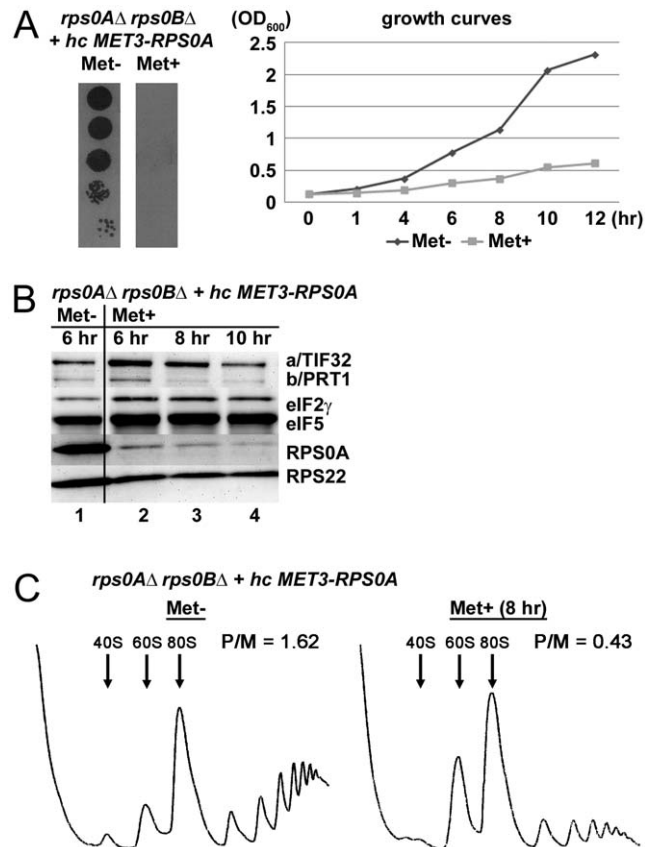 A
rps0AΔ rps0BΔ
+ hc MET3-RPS0A
Met- Met+
(OD600) growth curves
2.5
2
1.5
1
0.5
0
0 1 4 6 8 10 12 (hr)
Met- Met+
B
rps0AΔ rps0BΔ + hc MET3-RPS0A
Met- Met+
6 hr 6 hr 8 hr 10 hr
a/TIF32
b/PRT1
eIF2γ
eIF5
RPS0A
RPS22
1 2 3 4
C
rps0AΔ rps0BΔ + hc MET3-RPS0A
Met- Met+ (8 hr)
40S 60S 80S P/M = 1.62 40S 60S 80S P/M = 0.43